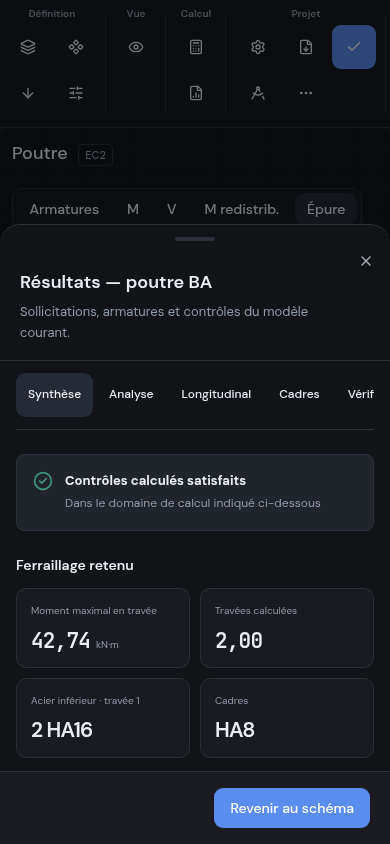 Définition
Vue
Calcul
Projet
Poutre
EC2
Armatures
M
V
M redistrib.
Épure
Résultats — poutre BA
Sollicitations, armatures et contrôles du modèle
courant.
Synthèse
Analyse
Longitudinal
Cadres
Vérif
Contrôles calculés satisfaits
Dans le domaine de calcul indiqué ci-dessous
Ferraillage retenu
Moment maximal en travée
42,74 kN·m
Travées calculées
2,00
Acier inférieur · travée 1
2 HA16
Cadres
HA8
Revenir au schéma